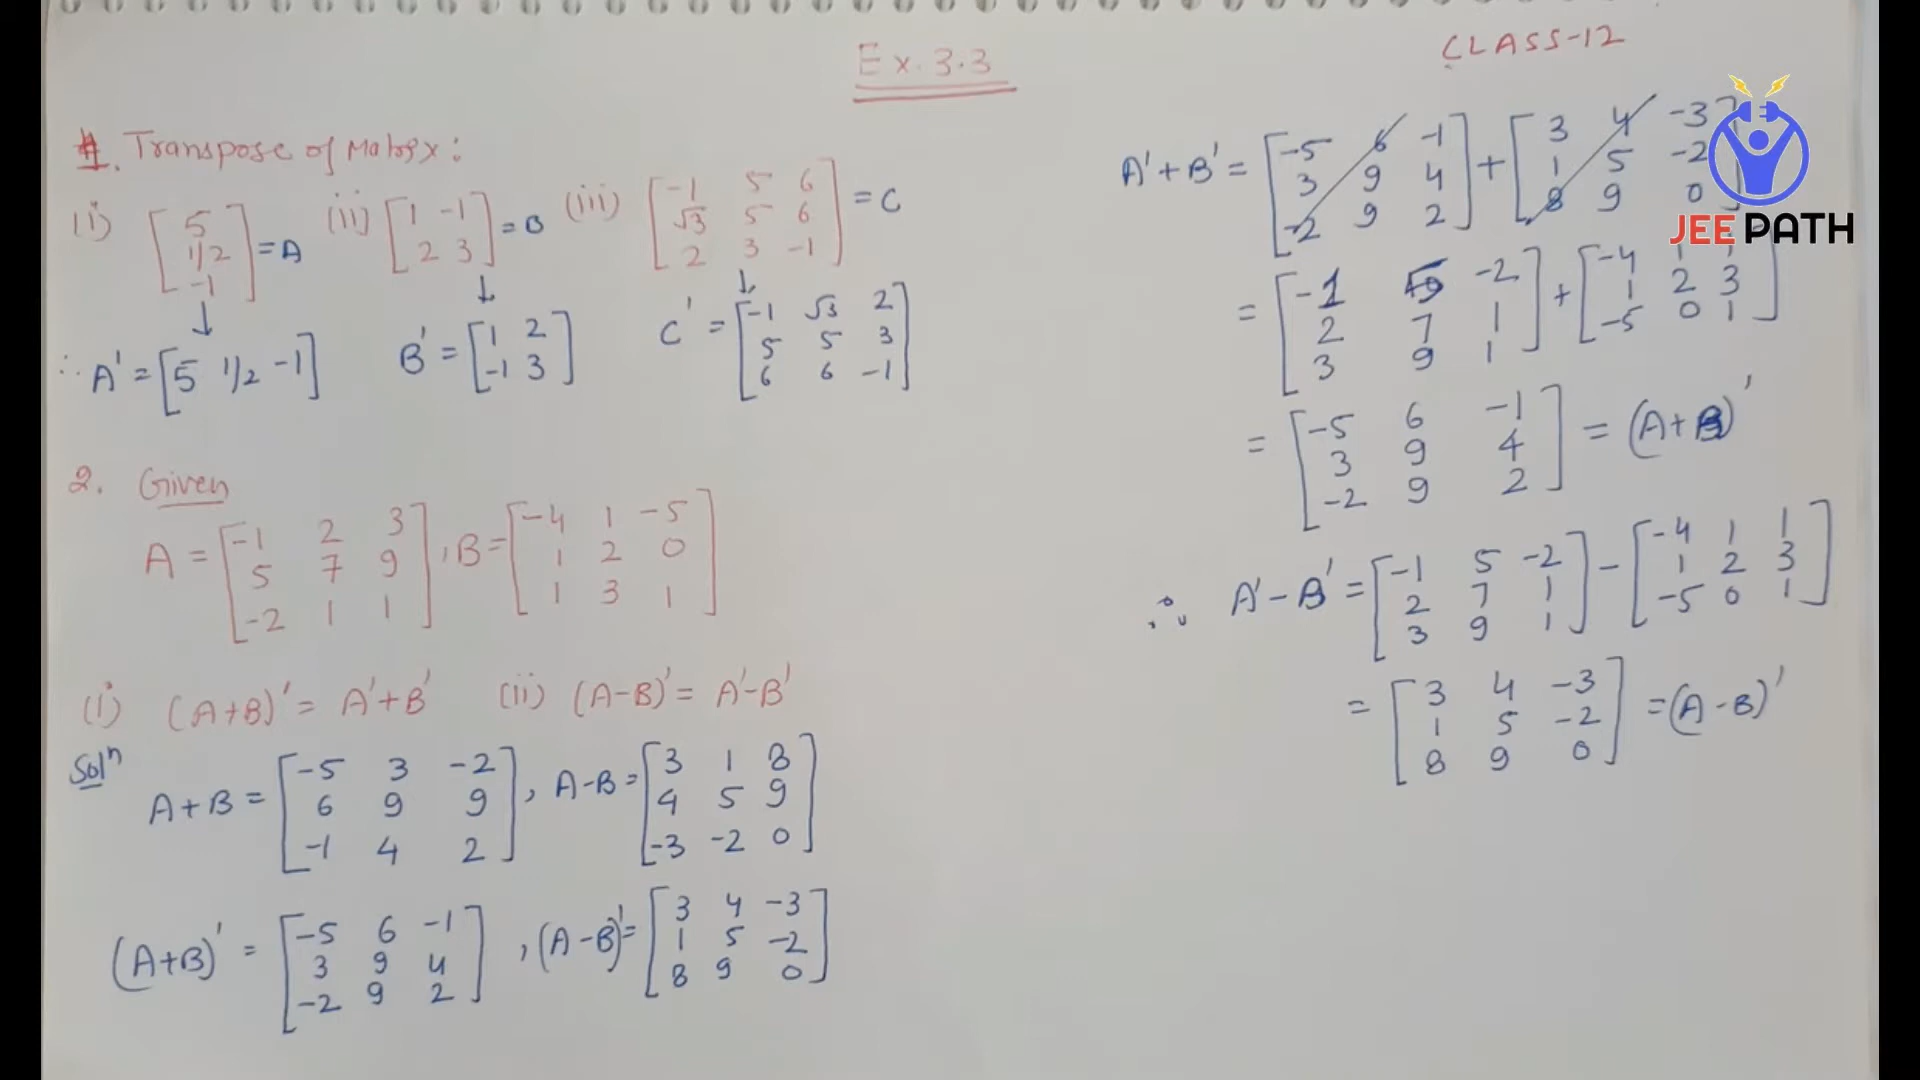 Ex. 3.3
CLASS-12
JEE PATH
1. Transpose of Matrix:
(i) [5 1/2 -1] = A (ii) [1 -1 2 3] = B (iii) [-1 5 6 √3 5 6 2 3 -1] = C
↓ ↓ ↓
∴ A' = [5 1/2 -1] B' = [1 2 -1 3] C' = [-1 √3 2 5 5 3 6 6 -1]
2. Given
A = [-1 2 3
5 7 9
-2 1 1], B = [-4 1 -5
1 2 0
1 3 1]
(i) (A+B)' = A'+B' (ii) (A-B)' = A'-B'
Solⁿ
A+B = [-5 3 -2
6 9 9
-1 4 2], A-B = [3 1 8
4 5 9
-3 -2 0]
(A+B)' = [-5 6 -1
3 9 4
-2 9 2], (A-B)' = [3 4 -3
1 5 -2
8 9 0]
A'+B' = [-5 6 -1
3 9 4
-2 9 2] + [3 4 -3
1 5 -2
8 9 0]
= [-1 5 -2
2 7 1
3 9 1] + [-4 1 1
1 2 3
-5 0 1]
= [-5 6 -1
3 9 4
-2 9 2] = (A+B)'
∴ A'-B' = [-1 5 -2
2 7 1
3 9 1] - [-4 1 1
1 2 3
-5 0 1]
= [3 4 -3
1 5 -2
8 9 0] = (A-B)'